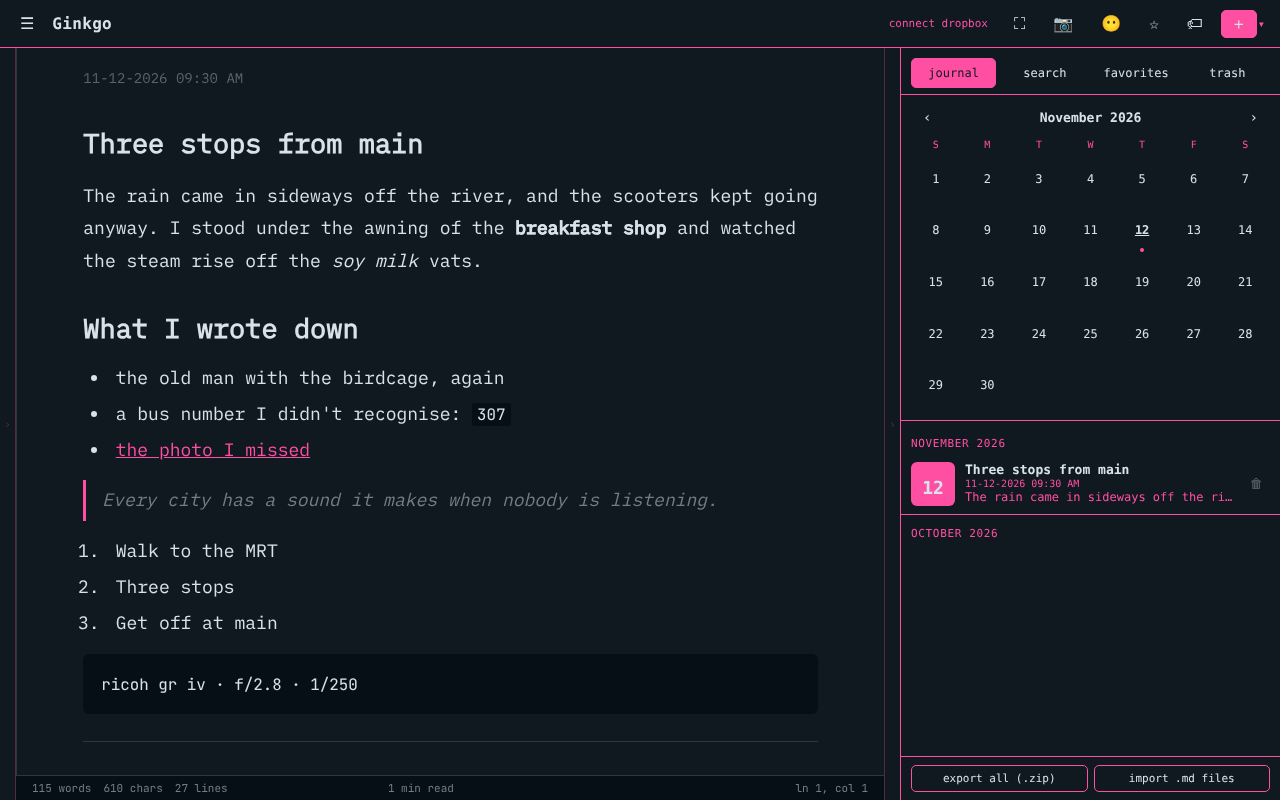 ☰ Ginkgo
connect dropbox
+
11-12-2026 09:30 AM
Three stops from main
The rain came in sideways off the river, and the scooters kept going
anyway. I stood under the awning of the breakfast shop and watched
the steam rise off the soy milk vats.
What I wrote down
• the old man with the birdcage, again
• a bus number I didn't recognise: 307
• the photo I missed
Every city has a sound it makes when nobody is listening.
1. Walk to the MRT
2. Three stops
3. Get off at main
ricoh gr iv · f/2.8 · 1/250
115 words 610 chars 27 lines
1 min read
ln 1, col 1
journal search favorites trash
‹ November 2026 ›
S M T W T F S
1 2 3 4 5 6 7
8 9 10 11 12 13 14
15 16 17 18 19 20 21
22 23 24 25 26 27 28
29 30
NOVEMBER 2026
12
Three stops from main
11-12-2026 09:30 AM
The rain came in sideways off the ri…
OCTOBER 2026
export all (.zip)
import .md files